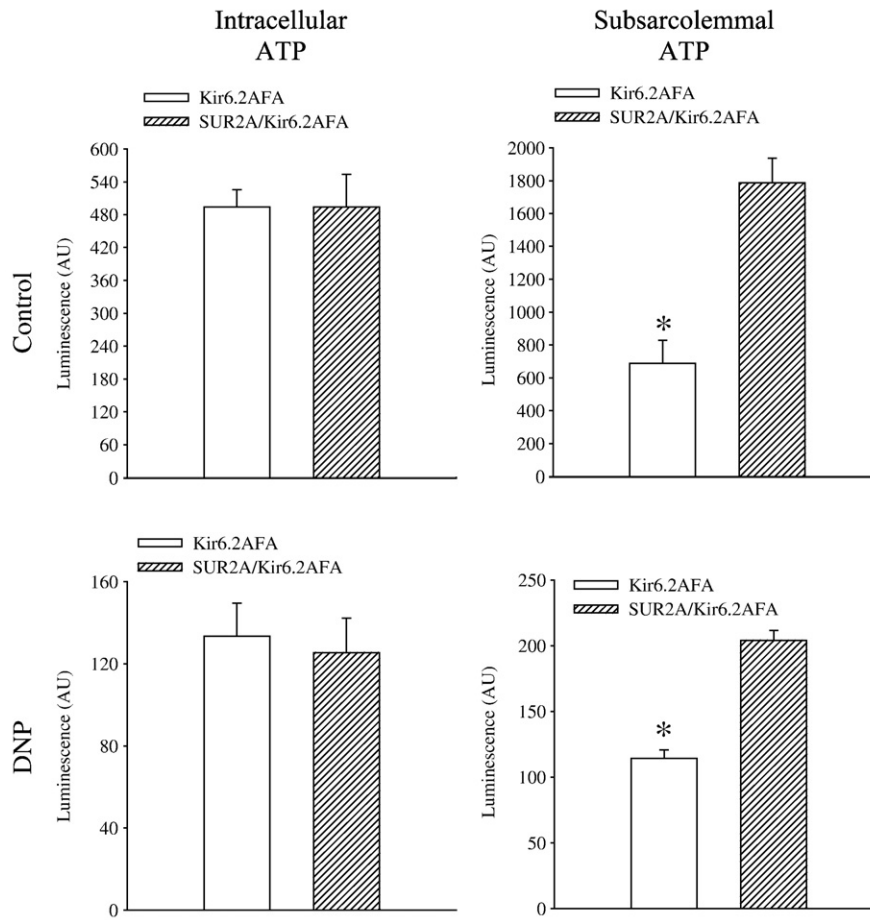 Intracellular
ATP
Subsarcolemmal
ATP
Control
Kir6.2AFA
SUR2A/Kir6.2AFA
Luminescence (AU)
600
540
480
420
360
300
240
180
120
60
0
Kir6.2AFA
SUR2A/Kir6.2AFA
Luminescence (AU)
2000
1800
1600
1400
1200
1000
800
600
400
200
0
*
DNP
Kir6.2AFA
SUR2A/Kir6.2AFA
Luminescence (AU)
160
120
80
40
0
Kir6.2AFA
SUR2A/Kir6.2AFA
Luminescence (AU)
250
200
150
100
50
0
*